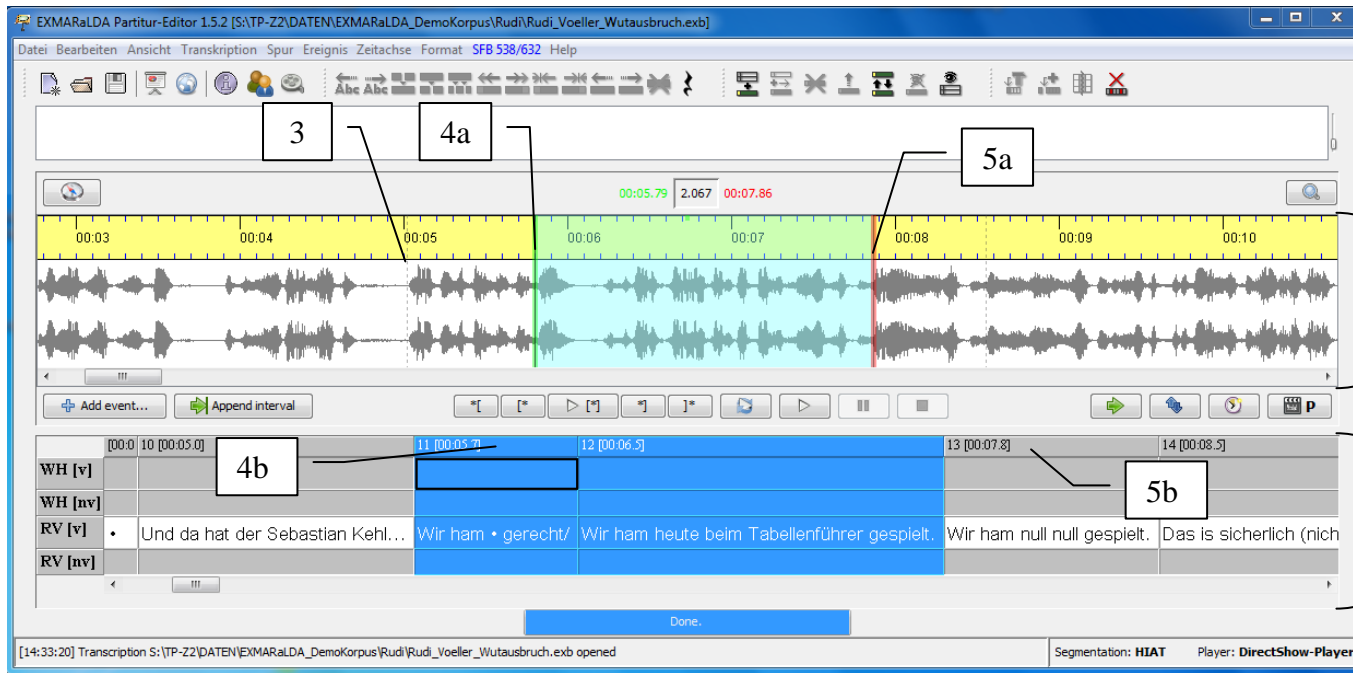 EXMARaLDA Partitur-Editor 1.5.2 [S:\TP-Z2\DATEN\EXMARaLDA_DemoKorpus\Rudi\Rudi_Voeller_Wutausbruch.exb]
Datei Bearbeiten Ansicht Transkription Spur Ereignis Zeitachse Format SFB 538/632 Help
Abc Abc
3 4a 5a
00:05.79 2.067 00:07.86
00:03 00:04 00:05 00:06 00:07 00:08 00:09 00:10
Add event... Append interval *[ [* [*] *] ]* P
[00:0 10 [00:05.0] 11 [00:05.7] 12 [00:06.5] 13 [00:07.8] 14 [00:08.5]
4b 5b
WH [v]
WH [nv]
RV [v] • Und da hat der Sebastian Kehl... Wir ham • gerecht/ Wir ham heute beim Tabellenführer gespielt. Wir ham null null gespielt. Das is sicherlich (nich
RV [nv]
Done.
[14:33:20] Transcription S:\TP-Z2\DATEN\EXMARaLDA_DemoKorpus\Rudi\Rudi_Voeller_Wutausbruch.exb opened Segmentation: HIAT Player: DirectShow-Player